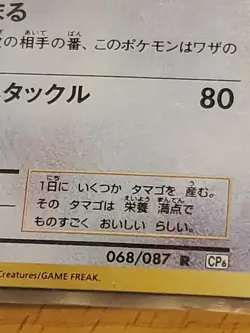 まる
の相手の番、このポケモンはワザの
タックル 80
1日に いくつか タマゴを 産む。
その タマゴは 栄養 満点で
ものすごく おいしい らしい。
068/087 R CP6
Creatures/GAME FREAK.